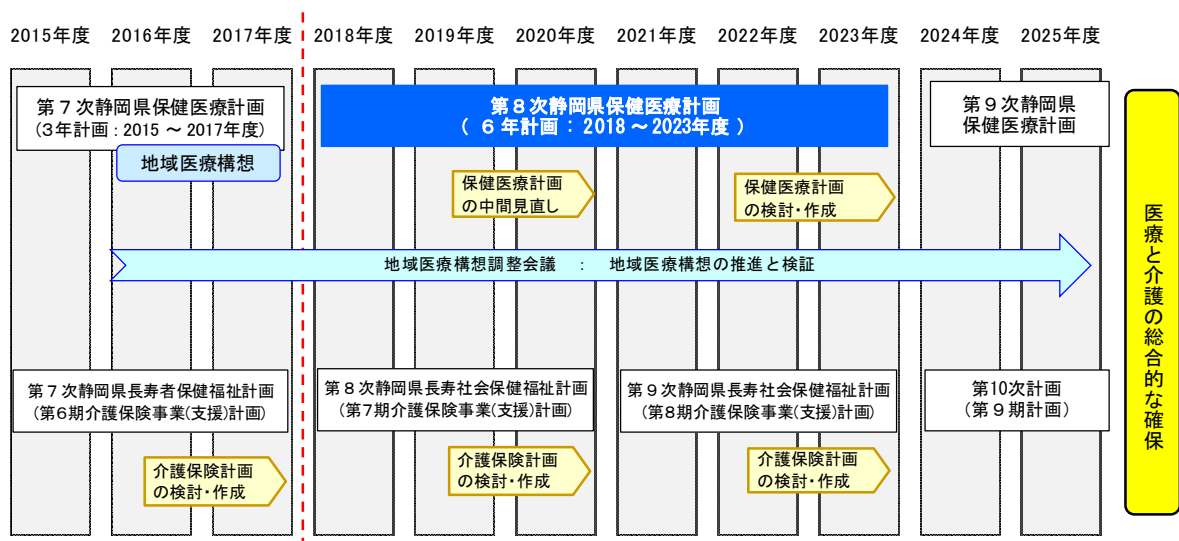 2015年度 2016年度 2017年度 2018年度 2019年度 2020年度 2021年度 2022年度 2023年度 2024年度 2025年度
第７次静岡県保健医療計画
（３年計画：2015 ～ 2017年度）
地域医療構想
第８次静岡県保健医療計画
（ ６年計画 ： 2018 ～ 2023年度 ）
第９次静岡県
保健医療計画
保健医療計画
の中間見直し
保健医療計画
の検討・作成
地域医療構想調整会議 ： 地域医療構想の推進と検証
第７次静岡県長寿者保健福祉計画
（第６期介護保険事業（支援）計画）
第８次静岡県長寿社会保健福祉計画
（第７期介護保険事業（支援）計画）
第９次静岡県長寿社会保健福祉計画
（第８期介護保険事業（支援）計画）
第10次計画
（第９期計画）
介護保険計画
の検討・作成
介護保険計画
の検討・作成
介護保険計画
の検討・作成
医療と介護の総合的な確保